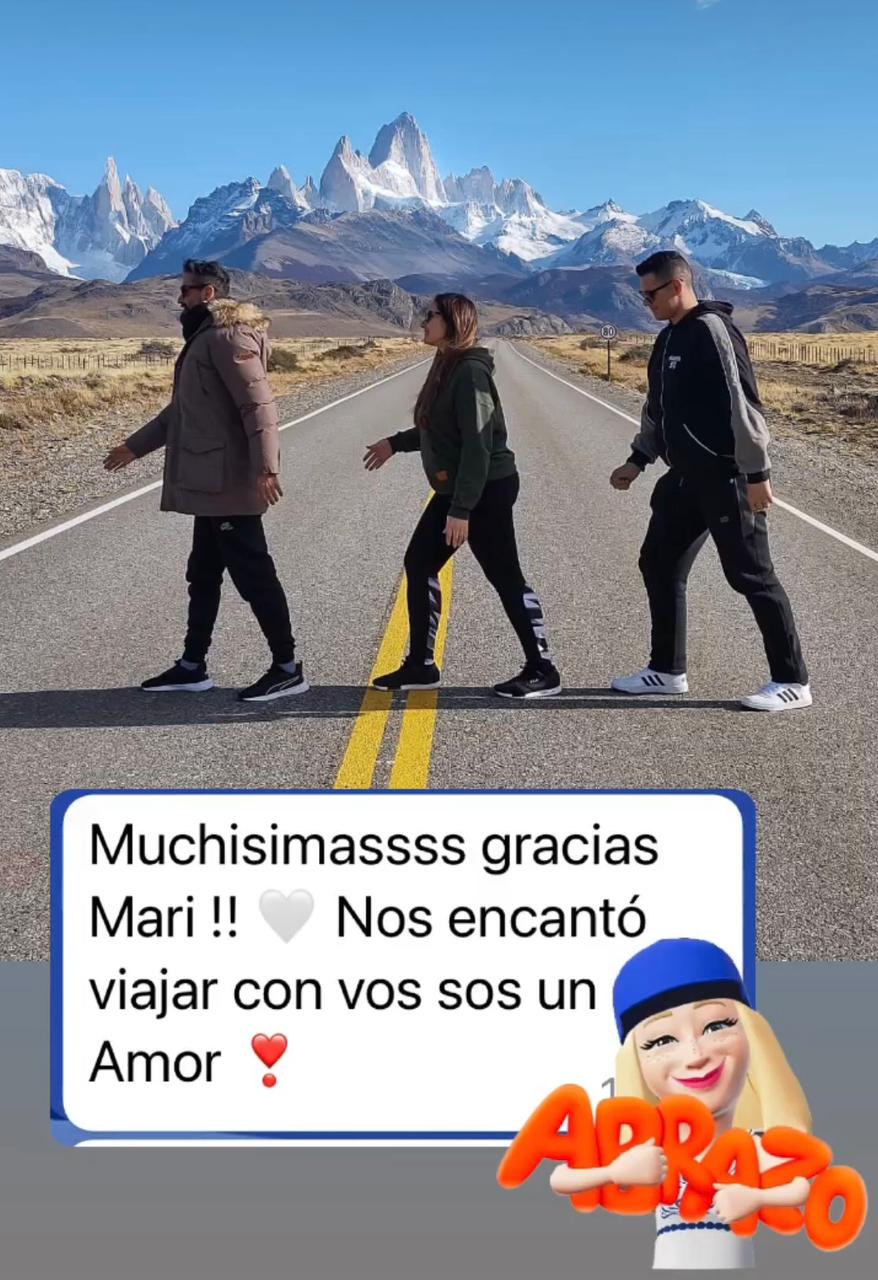 80
Muchisimassss gracias
Mari !! 🤍 Nos encantó
viajar con vos sos un
Amor ❣️
ABRAZO